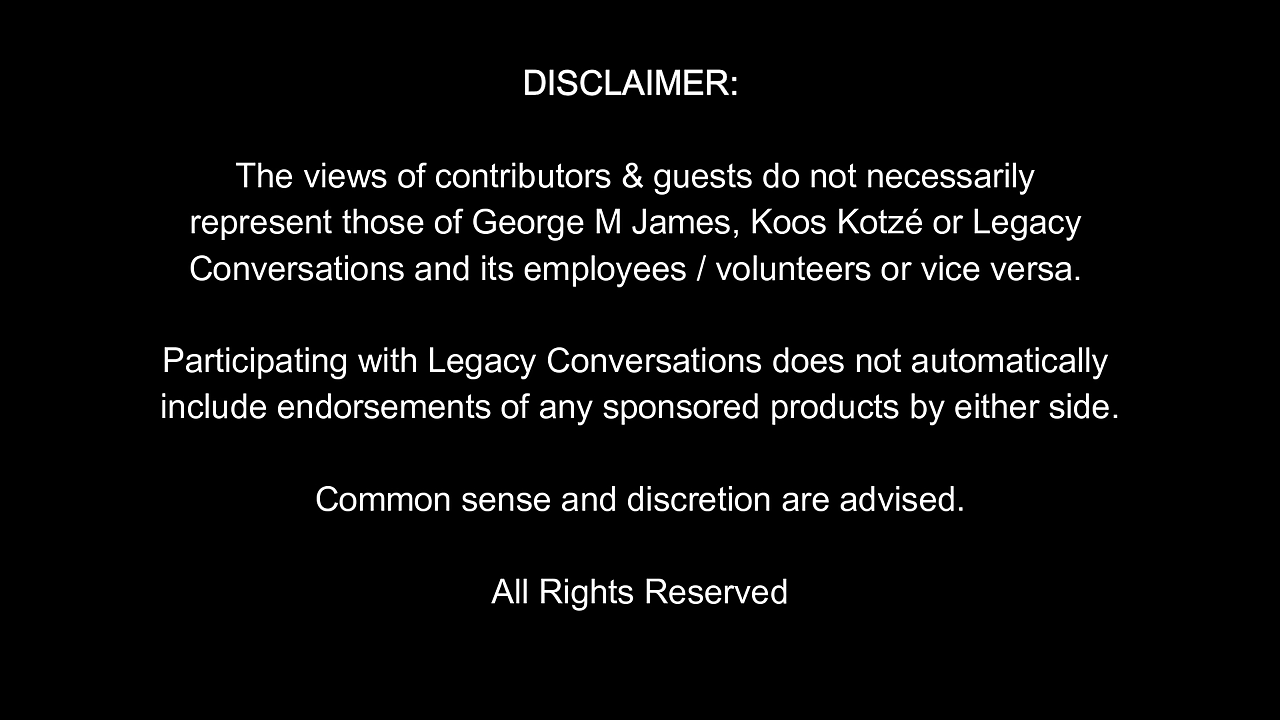 DISCLAIMER:
The views of contributors & guests do not necessarily
represent those of George M James, Koos Kotzé or Legacy
Conversations and its employees / volunteers or vice versa.
Participating with Legacy Conversations does not automatically
include endorsements of any sponsored products by either side.
Common sense and discretion are advised.
All Rights Reserved